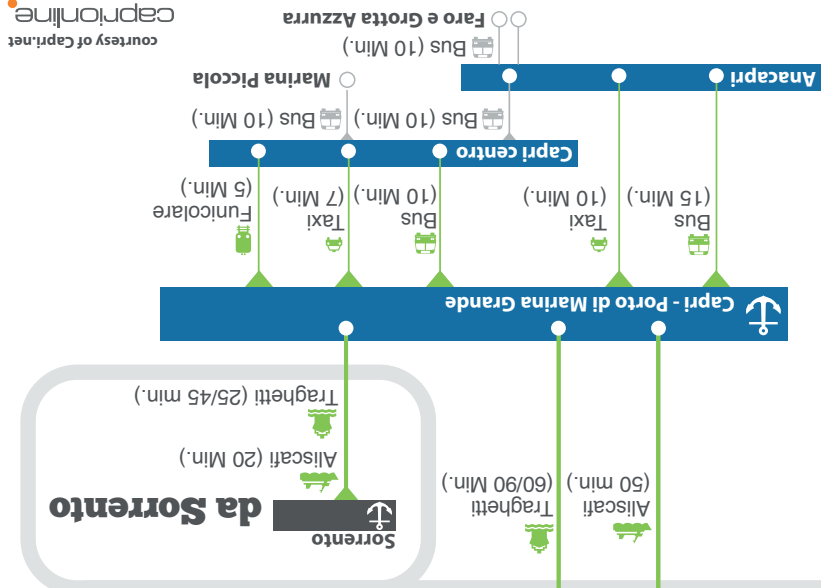 Sorrento
da Sorrento
Aliscafi (20 Min.)
Traghetti (25/45 min.)
Aliscafi
(50 min.)
Traghetti
(60/90 Min.)
Capri - Porto di Marina Grande
Bus
(15 Min.)
Taxi
(10 Min.)
Bus
(10 Min.)
Taxi
(7 Min.)
Funicolare
(5 Min.)
Capri centro
Bus (10 Min.)
Bus (10 Min.)
Marina Piccola
Anacapri
Bus (10 Min.)
Faro e Grotta Azzurra
courtesy of Capri.net
caprionline